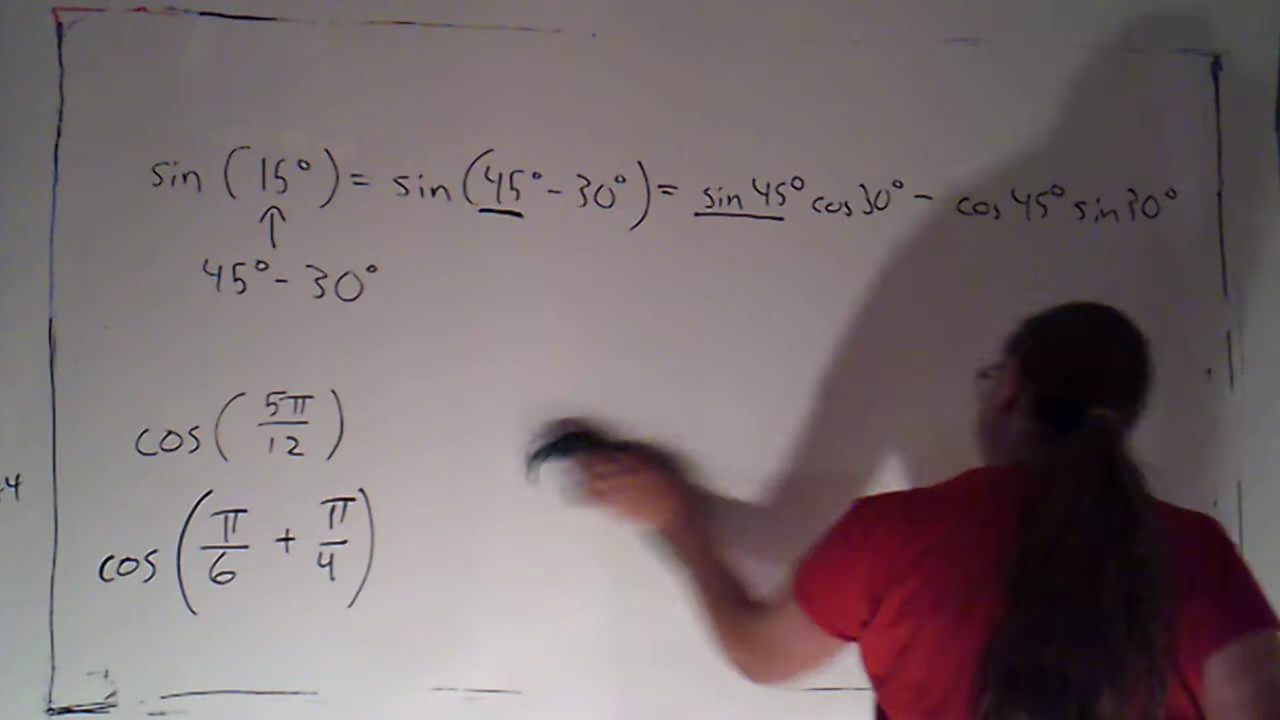 sin (15°) = sin (45° - 30°) = sin 45° cos 30° - cos 45° sin 30°
↑
45° - 30°
cos (5π/12)
4
cos (π/6 + π/4)